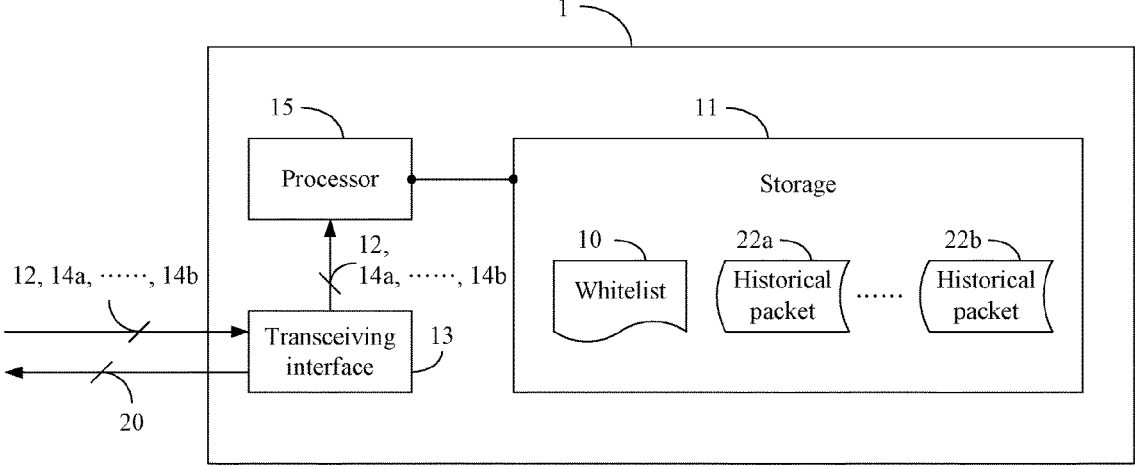 1
15
11
Processor
Storage
12,
14a, ······, 14b
12, 14a, ······, 14b
10
22a
22b
Whitelist
Historical
packet
······
Historical
packet
Transceiving
interface
13
20